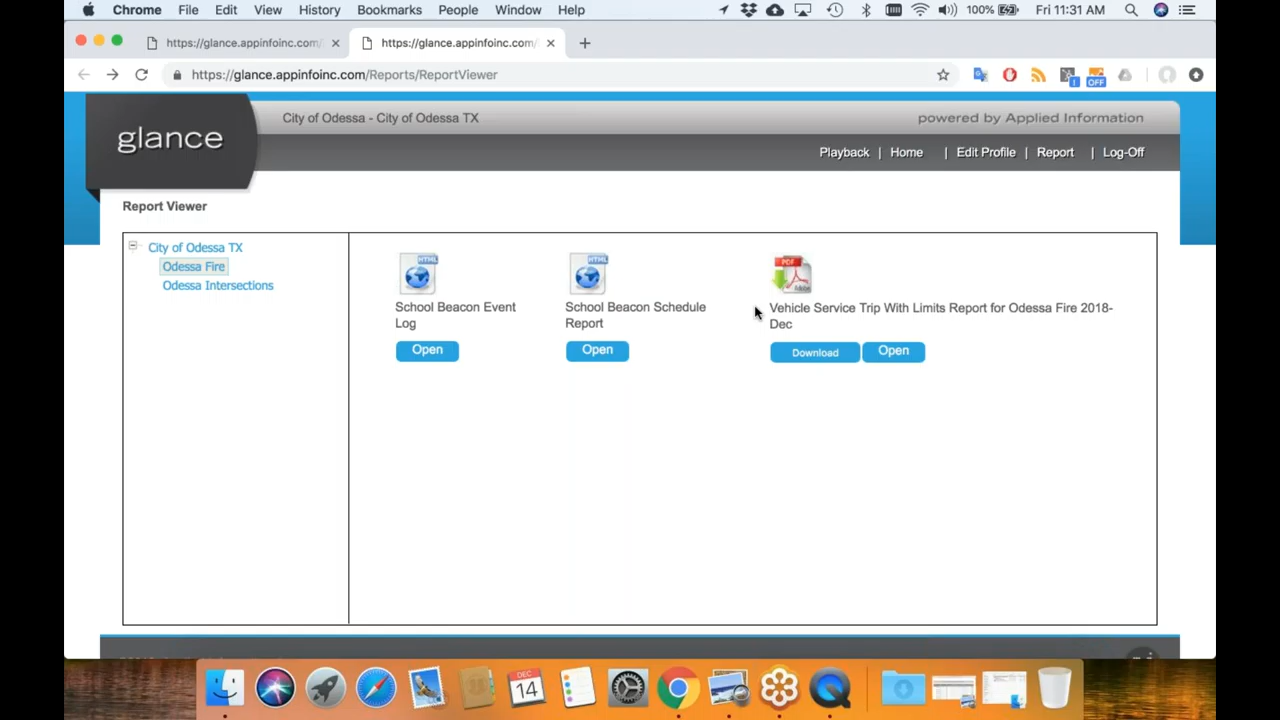 Chrome File Edit View History Bookmarks People Window Help 100% Fri 11:31 AM
https://glance.appinfoinc.com/ https://glance.appinfoinc.com/
https://glance.appinfoinc.com/Reports/ReportViewer
OFF
glance
City of Odessa - City of Odessa TX
powered by Applied Information
Playback | Home | Edit Profile | Report | Log-Off
Report Viewer
City of Odessa TX
Odessa Fire
Odessa Intersections
HTML
School Beacon Event
Log
Open
HTML
School Beacon Schedule
Report
Open
PDF
Adobe
Vehicle Service Trip With Limits Report for Odessa Fire 2018-
Dec
Download
Open
DEC
14